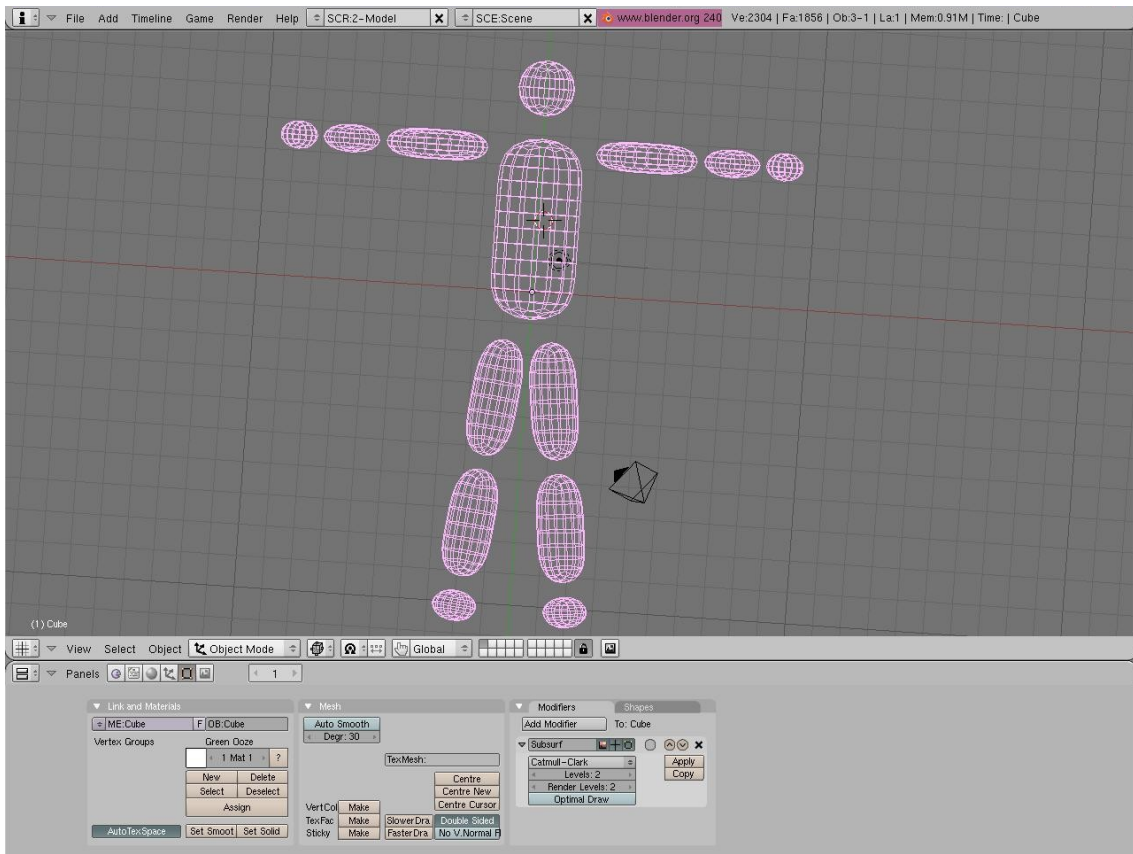 File Add Timeline Game Render Help SCR:2-Model SCE:Scene www.blender.org 240 Ve:2304 | Fa:1856 | Ob:3-1 | La:1 | Mem:0.91M | Time: | Cube
(1) Cube
View Select Object Object Mode Global
Panels 1
Link and Materials
ME:Cube F OB:Cube
Vertex Groups Green Ooze
1 Mat 1 ?
New Delete
Select Deselect
Assign
AutoTexSpace Set Smoot Set Solid
Mesh
Auto Smooth
Degr: 30
TexMesh:
Centre
Centre New
Centre Cursor
VertCol Make
TexFac Make SlowerDra Double Sided
Sticky Make FasterDra No V.Normal F
Modifiers Shapes
Add Modifier To: Cube
Subsurf
Catmull-Clark Apply
Levels: 2 Copy
Render Levels: 2
Optimal Draw